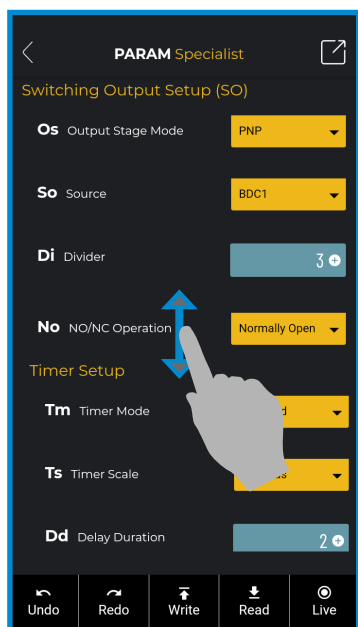 PARAM Specialist
Switching Output Setup (SO)
Os Output Stage Mode PNP
So Source BDC1
Di Divider 3
No NO/NC Operation Normally Open
Timer Setup
Tm Timer Mode
Ts Timer Scale
Dd Delay Duration 2
Undo Redo Write Read Live